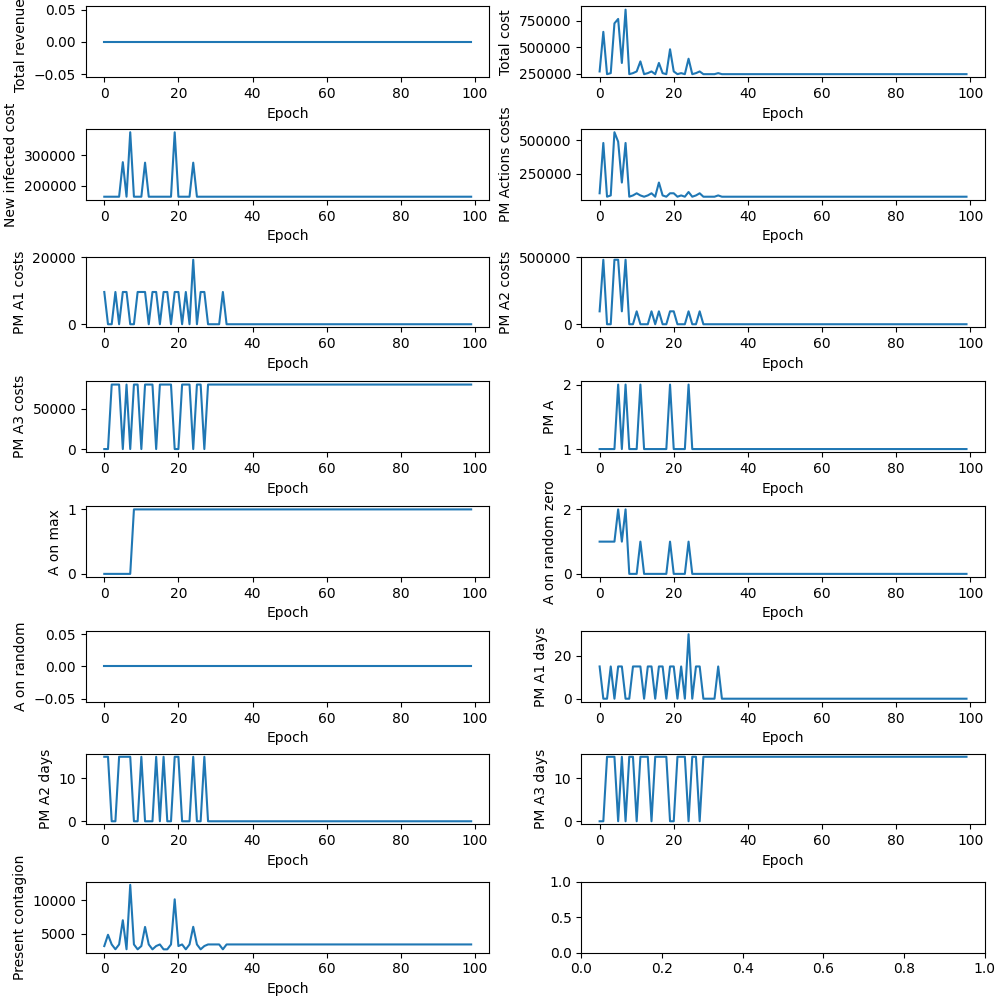 Total revenue
0.05
0.00
−0.05
0 20 40 60 80 100
Epoch
Total cost
750000
500000
250000
0 20 40 60 80 100
Epoch
New infected cost
300000
200000
0 20 40 60 80 100
Epoch
PM Actions costs
500000
250000
0 20 40 60 80 100
Epoch
PM A1 costs
20000
0
0 20 40 60 80 100
Epoch
PM A2 costs
500000
0
0 20 40 60 80 100
Epoch
PM A3 costs
50000
0
0 20 40 60 80 100
Epoch
PM A
2
1
0 20 40 60 80 100
Epoch
A on max
1
0
0 20 40 60 80 100
Epoch
A on random zero
2
0
0 20 40 60 80 100
Epoch
A on random
0.05
0.00
−0.05
0 20 40 60 80 100
Epoch
PM A1 days
20
0
0 20 40 60 80 100
Epoch
PM A2 days
10
0
0 20 40 60 80 100
Epoch
PM A3 days
10
0
0 20 40 60 80 100
Epoch
Present contagion
10000
5000
0 20 40 60 80 100
Epoch
1.0
0.5
0.0
0.0 0.2 0.4 0.6 0.8 1.0